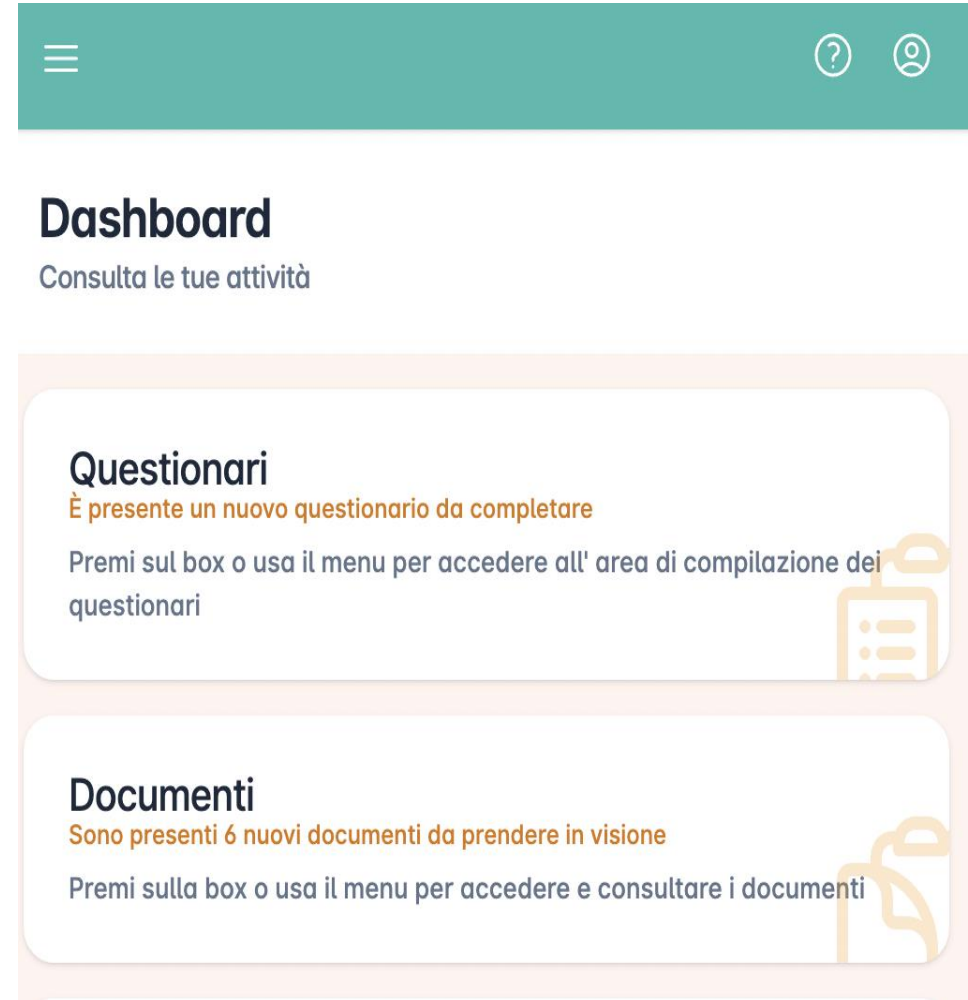 Dashboard
Consulta le tue attività
Questionari
È presente un nuovo questionario da completare
Premi sul box o usa il menu per accedere all' area di compilazione dei
questionari
Documenti
Sono presenti 6 nuovi documenti da prendere in visione
Premi sulla box o usa il menu per accedere e consultare i documenti